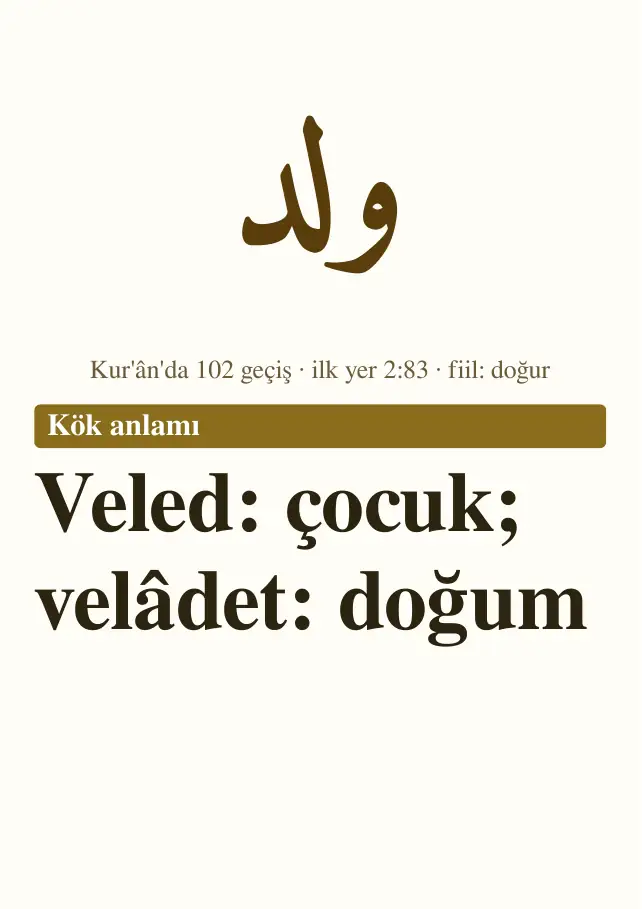 ولد
Kur'ân'da 102 geçiş · ilk yer 2:83 · fiil: doğur
Kök anlamı
Veled: çocuk;
velâdet: doğum